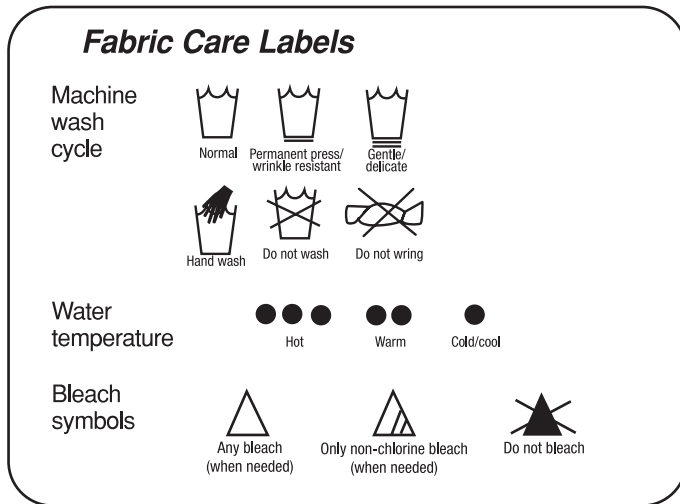 Fabric Care Labels
Machine
wash
cycle
Normal
Permanent press/
wrinkle resistant
Gentle/
delicate
Hand wash
Do not wash
Do not wring
Water
temperature
Hot
Warm
Cold/cool
Bleach
symbols
Any bleach
(when needed)
Only non-chlorine bleach
(when needed)
Do not bleach